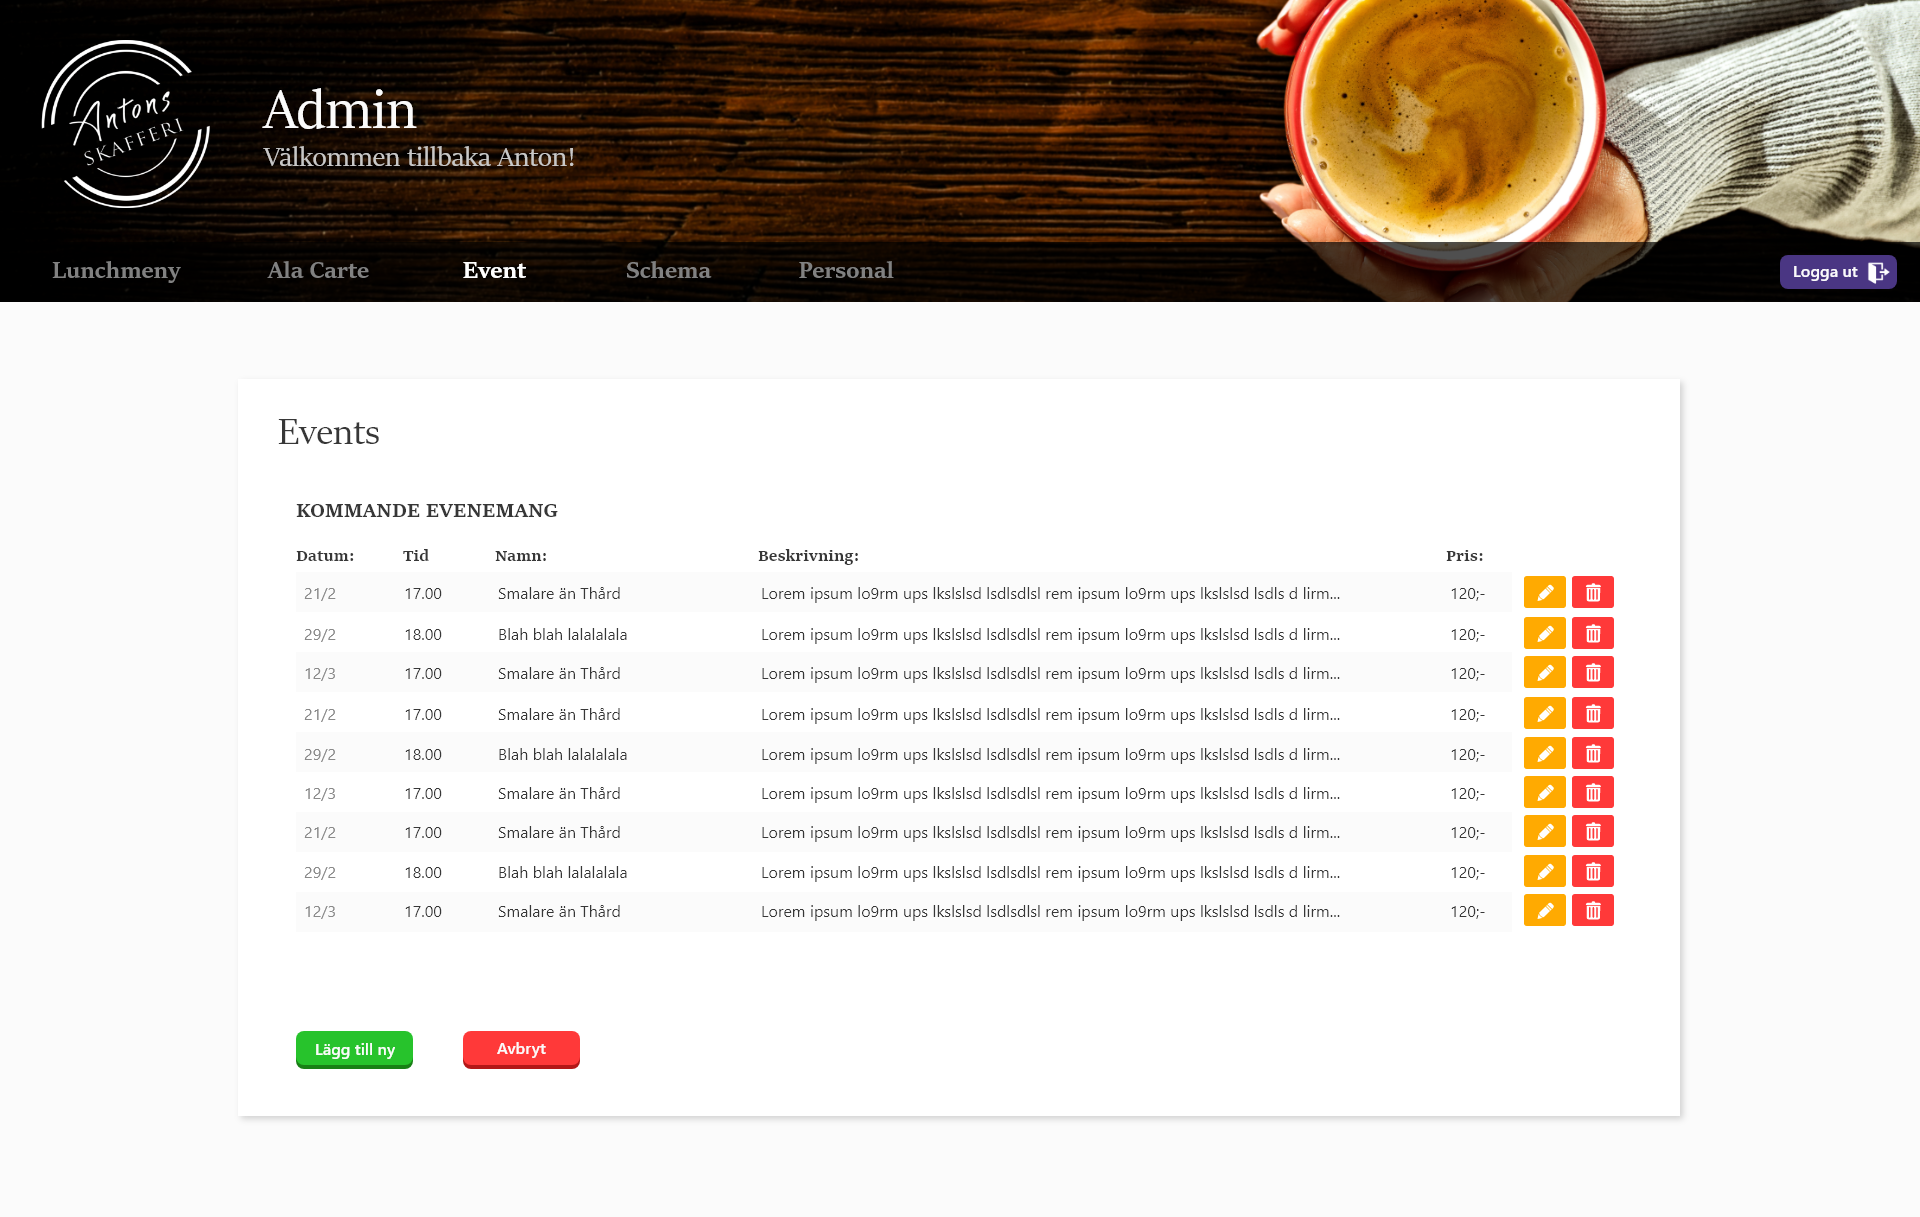 Antons
SKAFFERI
Admin
Välkommen tillbaka Anton!
Lunchmeny Ala Carte Event Schema Personal Logga ut
Events
KOMMANDE EVENEMANG
Datum: Tid Namn: Beskrivning: Pris:
21/2 17.00 Smalare än Thård Lorem ipsum lo9rm ups lkslslsd lsdlsdlsl rem ipsum lo9rm ups lkslslsd lsdls d lirm... 120;-
29/2 18.00 Blah blah lalalalala Lorem ipsum lo9rm ups lkslslsd lsdlsdlsl rem ipsum lo9rm ups lkslslsd lsdls d lirm... 120;-
12/3 17.00 Smalare än Thård Lorem ipsum lo9rm ups lkslslsd lsdlsdlsl rem ipsum lo9rm ups lkslslsd lsdls d lirm... 120;-
21/2 17.00 Smalare än Thård Lorem ipsum lo9rm ups lkslslsd lsdlsdlsl rem ipsum lo9rm ups lkslslsd lsdls d lirm... 120;-
29/2 18.00 Blah blah lalalalala Lorem ipsum lo9rm ups lkslslsd lsdlsdlsl rem ipsum lo9rm ups lkslslsd lsdls d lirm... 120;-
12/3 17.00 Smalare än Thård Lorem ipsum lo9rm ups lkslslsd lsdlsdlsl rem ipsum lo9rm ups lkslslsd lsdls d lirm... 120;-
21/2 17.00 Smalare än Thård Lorem ipsum lo9rm ups lkslslsd lsdlsdlsl rem ipsum lo9rm ups lkslslsd lsdls d lirm... 120;-
29/2 18.00 Blah blah lalalalala Lorem ipsum lo9rm ups lkslslsd lsdlsdlsl rem ipsum lo9rm ups lkslslsd lsdls d lirm... 120;-
12/3 17.00 Smalare än Thård Lorem ipsum lo9rm ups lkslslsd lsdlsdlsl rem ipsum lo9rm ups lkslslsd lsdls d lirm... 120;-
Lägg till ny Avbryt